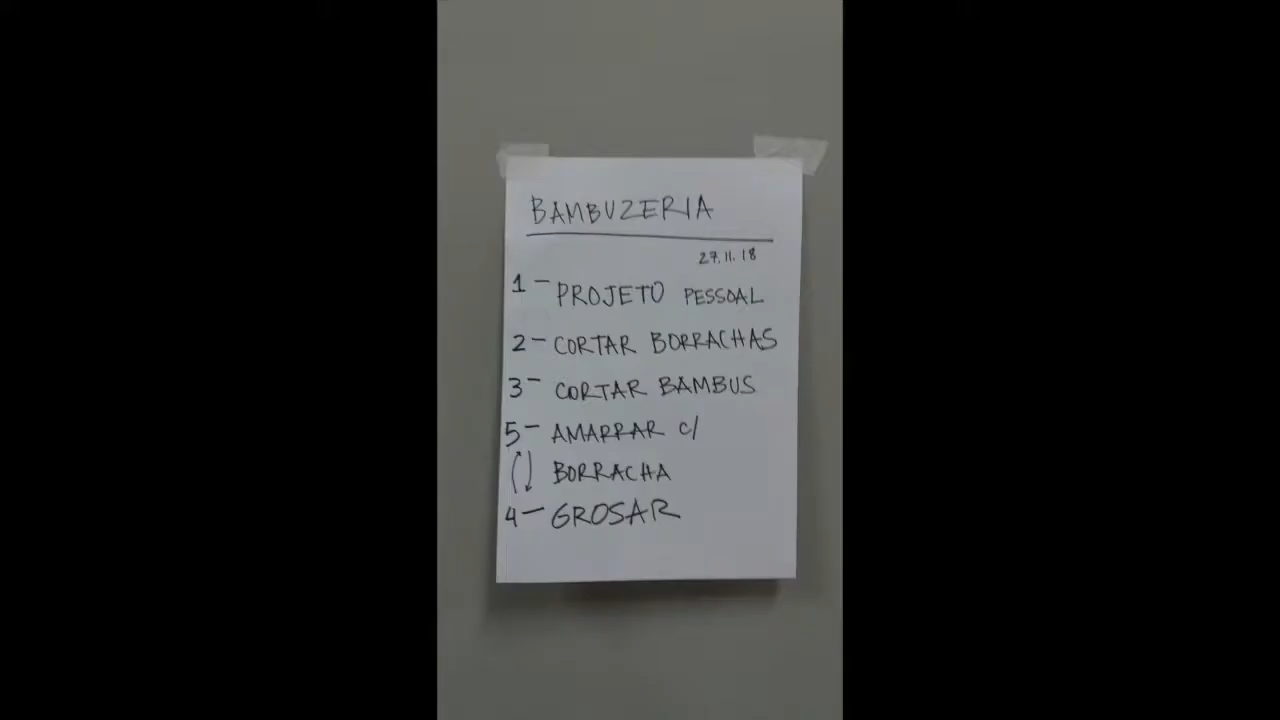 BAMBUZERIA
27.11.18
1 - PROJETO PESSOAL
2 - CORTAR BORRACHAS
3 - CORTAR BAMBUS
5 - AMARRAR c/
BORRACHA
4 - GROSAR